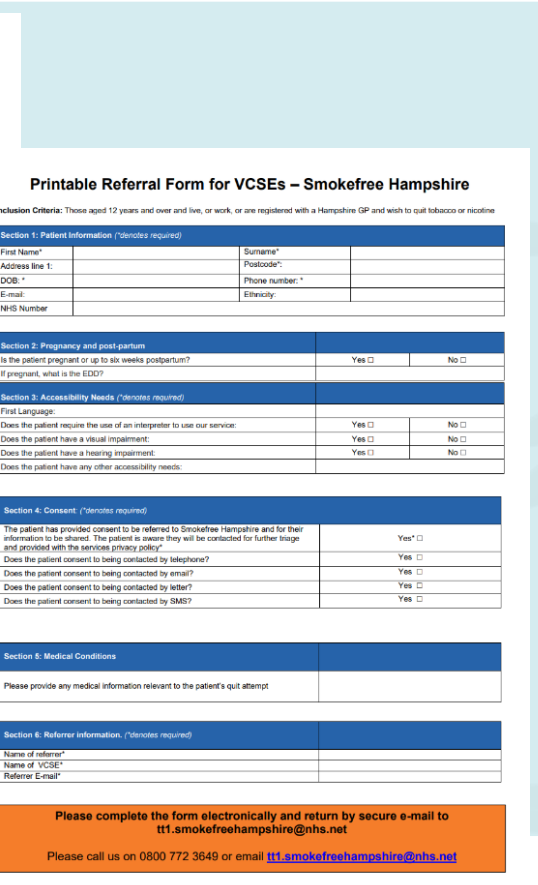 Printable Referral Form for VCSEs – Smokefree Hampshire
nclusion Criteria: Those aged 12 years and over and live, or work, or are registered with a Hampshire GP and wish to quit tobacco or nicotine
Section 1: Patient Information (*denotes required)
First Name* Surname*
Address line 1: Postcode*:
DOB: * Phone number: *
E-mail: Ethnicity:
NHS Number
Section 2: Pregnancy and post-partum
Is the patient pregnant or up to six weeks postpartum? Yes ☐ No ☐
If pregnant, what is the EDD?
Section 3: Accessibility Needs (*denotes required)
First Language:
Does the patient require the use of an interpreter to use our service: Yes ☐ No ☐
Does the patient have a visual impairment: Yes ☐ No ☐
Does the patient have a hearing impairment: Yes ☐ No ☐
Does the patient have any other accessibility needs:
Section 4: Consent: (*denotes required)
The patient has provided consent to be referred to Smokefree Hampshire and for their
information to be shared. The patient is aware they will be contacted for further triage Yes* ☐
and provided with the services privacy policy*
Does the patient consent to being contacted by telephone? Yes ☐
Does the patient consent to being contacted by email? Yes ☐
Does the patient consent to being contacted by letter? Yes ☐
Does the patient consent to being contacted by SMS? Yes ☐
Section 5: Medical Conditions
Please provide any medical information relevant to the patient's quit attempt
Section 6: Referrer information. (*denotes required)
Name of referrer*
Name of VCSE*
Referrer E-mail*
Please complete the form electronically and return by secure e-mail to
tt1.smokefreehampshire@nhs.net
Please call us on 0800 772 3649 or email tt1.smokefreehampshire@nhs.net